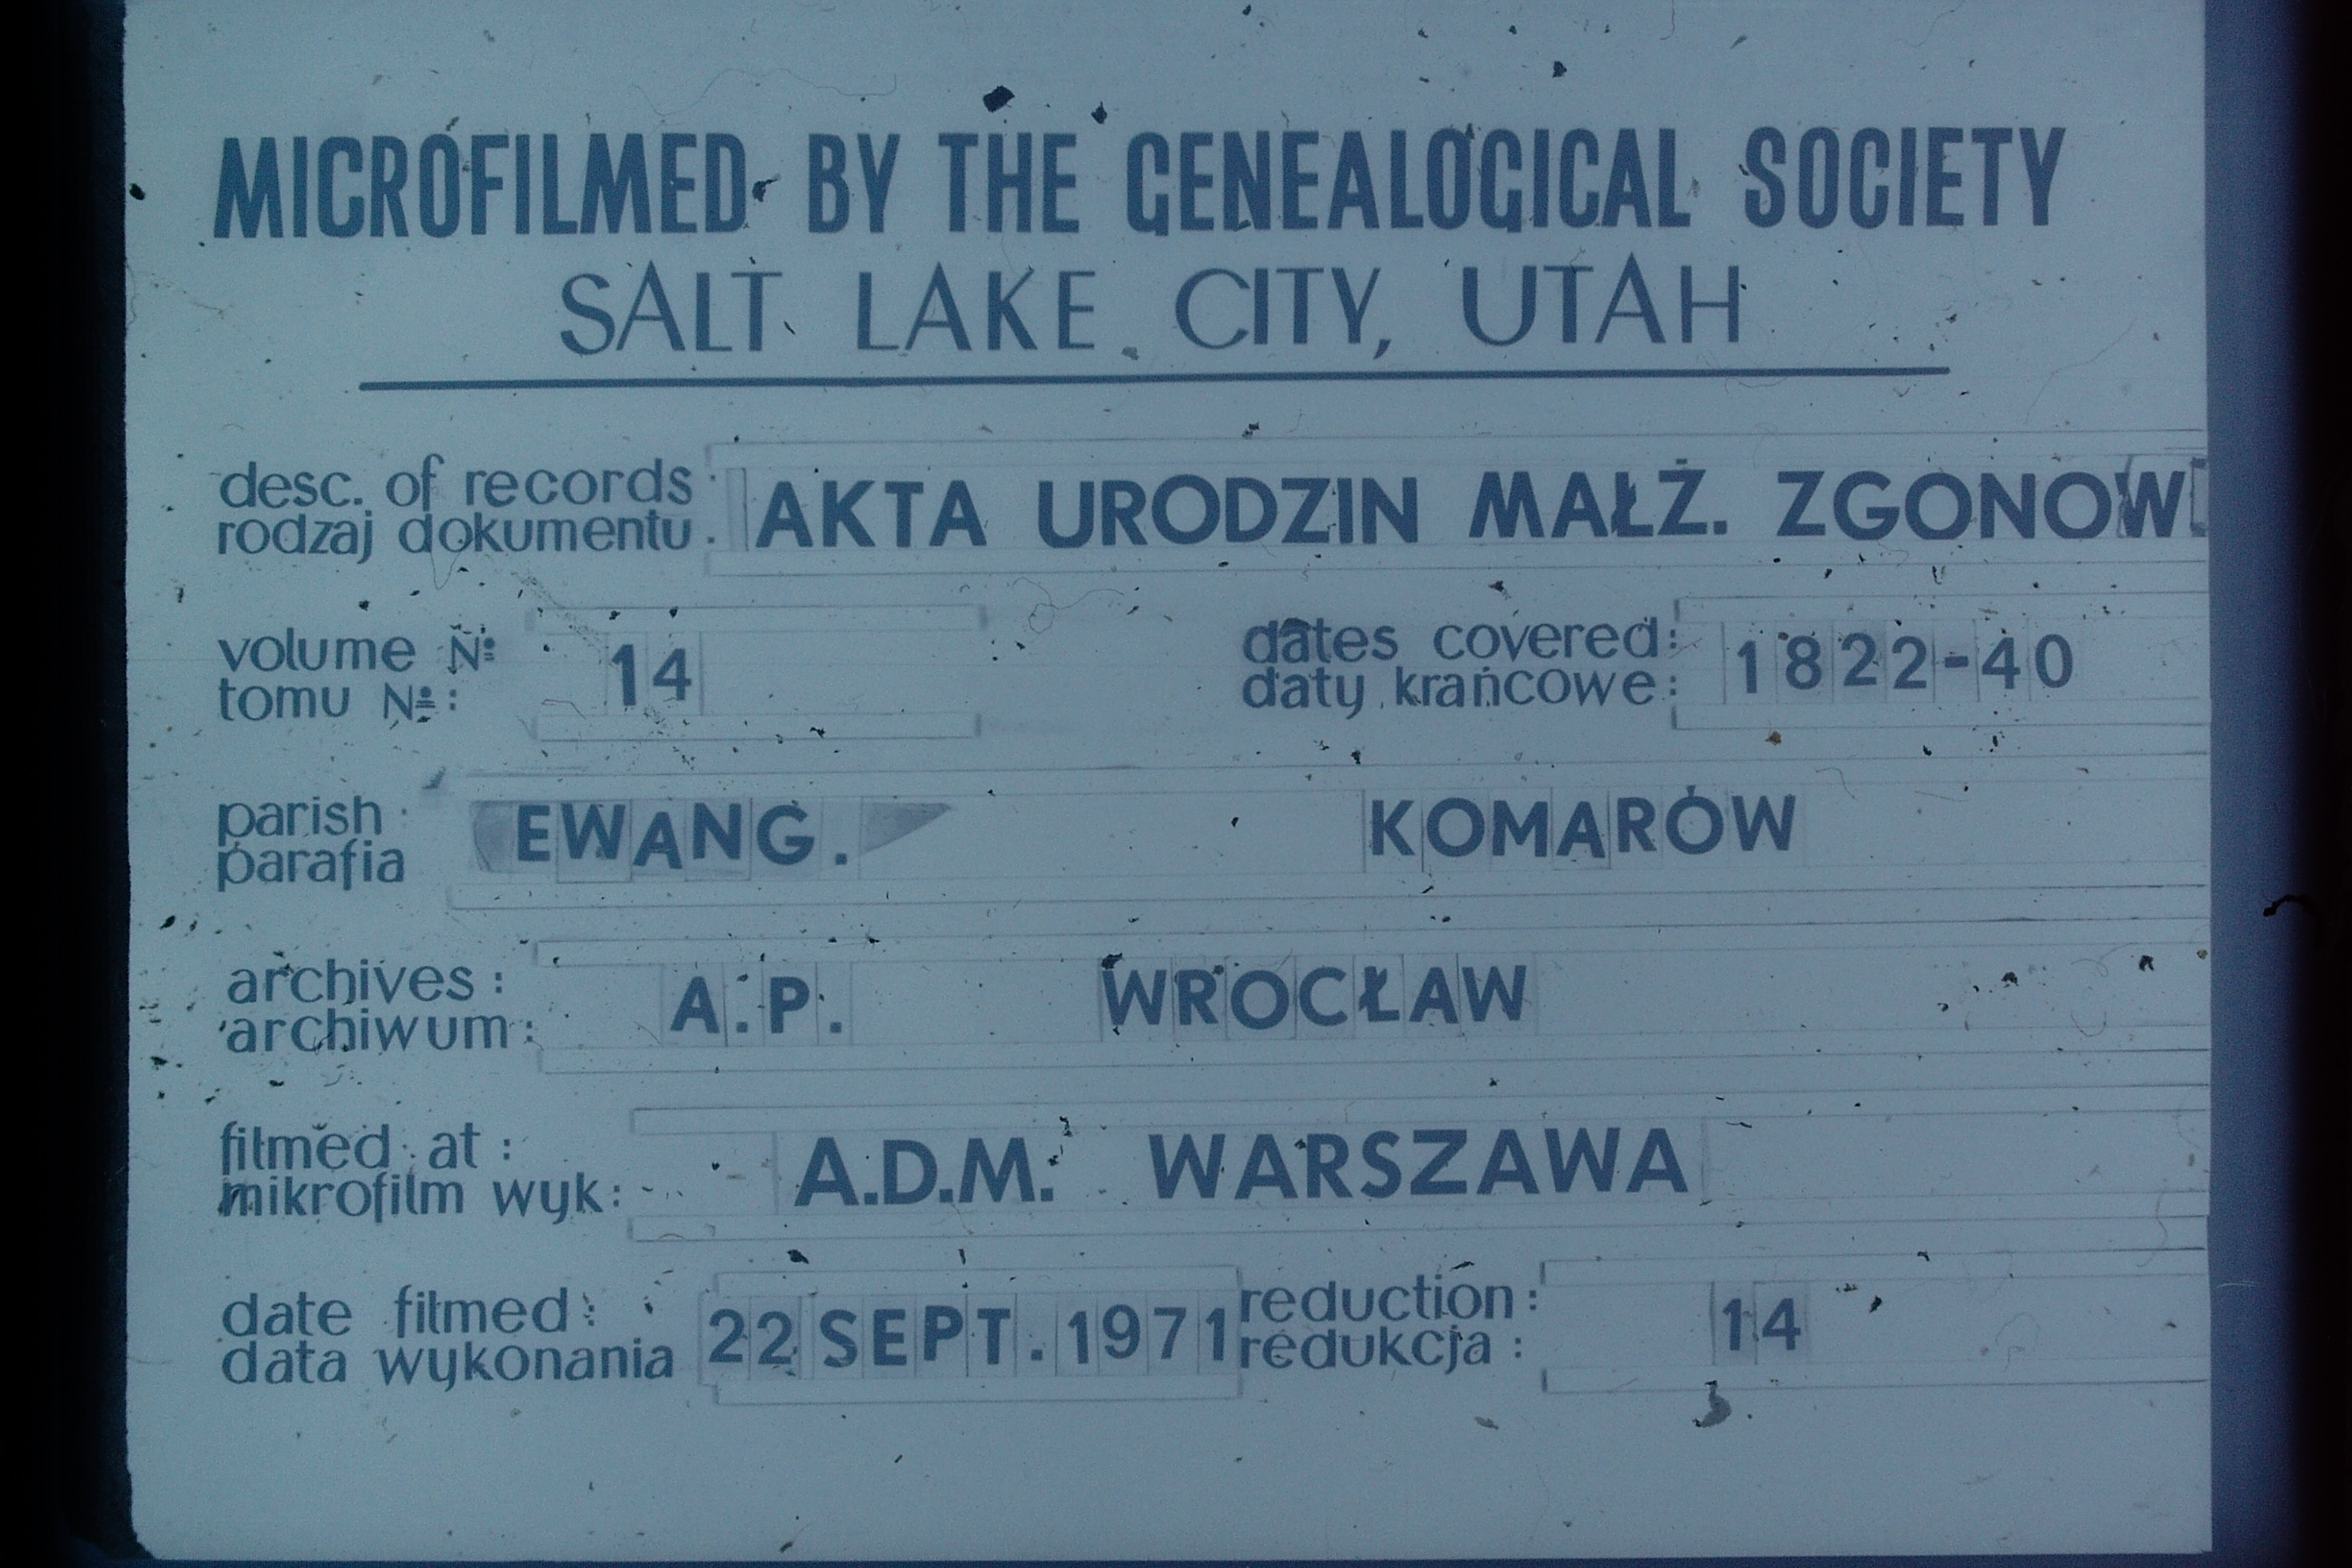 MICROFILMED BY THE GENEALOGICAL SOCIETY
SALT LAKE CITY, UTAH
desc. of records
rodzaj dokumentu. AKTA URODZIN MAŁŻ. ZGONOW
volume №
tomu №: 14
dates covered:
daty krańcowe: 1822-40
parish
parafia EWANG. KOMARÓW
archives:
archiwum: A.P. WROCŁAW
filmed at:
mikrofilm wyk: A.D.M. WARSZAWA
date filmed:
data wykonania 22 SEPT. 1971
reduction:
redukcja: 14